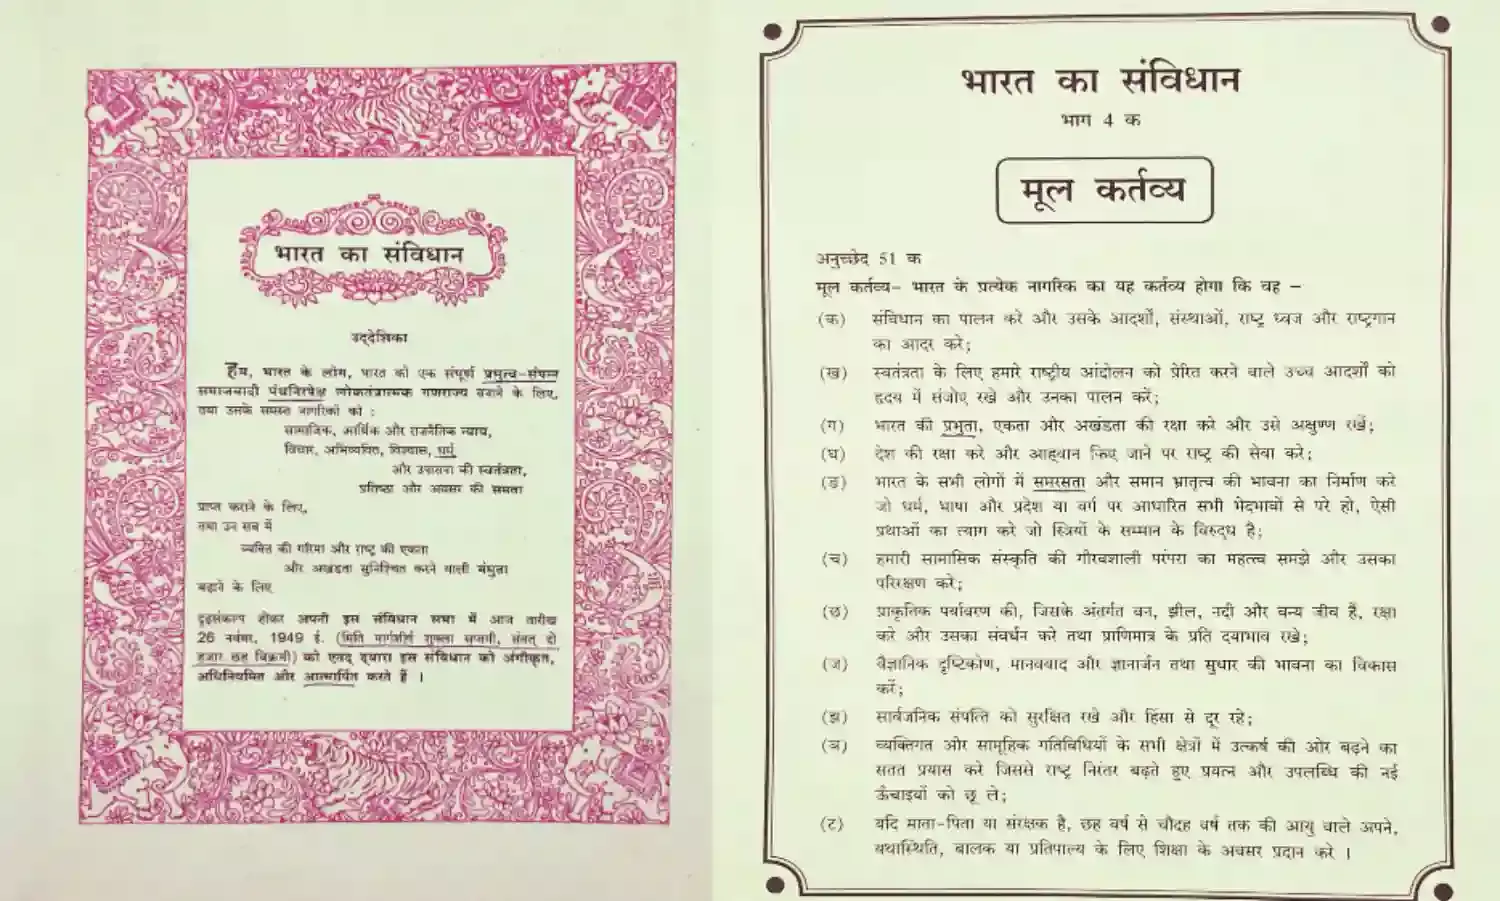 भारत का संविधान
उद्देशिका
हम, भारत के लोग, भारत को एक संपूर्ण प्रभुत्व-संपन्न
समाजवादी पंथनिरपेक्ष लोकतंत्रात्मक गणराज्य बनाने के लिए,
तथा उसके समस्त नागरिकों को :
सामाजिक, आर्थिक और राजनैतिक न्याय,
विचार, अभिव्यक्ति, विश्वास, धर्म
और उपासना की स्वतंत्रता,
प्रतिष्ठा और अवसर की समता
प्राप्त कराने के लिए,
तथा उन सब में
व्यक्ति की गरिमा और राष्ट्र की एकता
और अखंडता सुनिश्चित करने वाली बंधुता
बढ़ाने के लिए
दृढ़संकल्प होकर अपनी इस संविधान सभा में आज तारीख
26 नवंबर, 1949 ई. (मिति मार्गशीर्ष शुक्ला सप्तमी, संवत् दो
हजार छह विक्रमी) को एतद् द्वारा इस संविधान को अंगीकृत,
अधिनियमित और आत्मार्पित करते हैं ।
भारत का संविधान
भाग 4 क
मूल कर्तव्य
अनुच्छेद 51 क
मूल कर्तव्य- भारत के प्रत्येक नागरिक का यह कर्तव्य होगा कि वह -
(क) संविधान का पालन करे और उसके आदर्शों, संस्थाओं, राष्ट्र ध्वज और राष्ट्रगान
का आदर करे;
(ख) स्वतंत्रता के लिए हमारे राष्ट्रीय आंदोलन को प्रेरित करने वाले उच्च आदर्शों को
हृदय में संजोए रखे और उनका पालन करें;
(ग) भारत की प्रभुता, एकता और अखंडता की रक्षा करे और उसे अक्षुण्ण रखें;
(घ) देश की रक्षा करे और आह्वान किए जाने पर राष्ट्र की सेवा करे;
(ङ) भारत के सभी लोगों में समरसता और समान भ्रातृत्व की भावना का निर्माण करे
जो धर्म, भाषा और प्रदेश या वर्ग पर आधारित सभी भेदभावों से परे हो, ऐसी
प्रथाओं का त्याग करे जो स्त्रियों के सम्मान के विरुद्ध है;
(च) हमारी सामासिक संस्कृति की गौरवशाली परंपरा का महत्त्व समझे और उसका
परिरक्षण करे;
(छ) प्राकृतिक पर्यावरण की, जिसके अंतर्गत वन, झील, नदी और वन्य जीव हैं, रक्षा
करे और उसका संवर्धन करे तथा प्राणिमात्र के प्रति दयाभाव रखे;
(ज) वैज्ञानिक दृष्टिकोण, मानववाद और ज्ञानार्जन तथा सुधार की भावना का विकास
करें;
(झ) सार्वजनिक संपत्ति को सुरक्षित रखे और हिंसा से दूर रहे;
(ञ) व्यक्तिगत और सामूहिक गतिविधियों के सभी क्षेत्रों में उत्कर्ष की ओर बढ़ने का
सतत प्रयास करे जिससे राष्ट्र निरंतर बढ़ते हुए प्रयत्न और उपलब्धि की नई
ऊँचाइयों को छू ले;
(ट) यदि माता-पिता या संरक्षक है, छह वर्ष से चौदह वर्ष तक की आयु वाले अपने,
यथास्थिति, बालक या प्रतिपाल्य के लिए शिक्षा के अवसर प्रदान करे ।